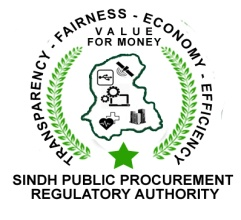 TRANSPARENCY - FAIRNESS - ECONOMY - EFFICIENCY
VALUE
FOR MONEY
SINDH PUBLIC PROCUREMENT
REGULATORY AUTHORITY